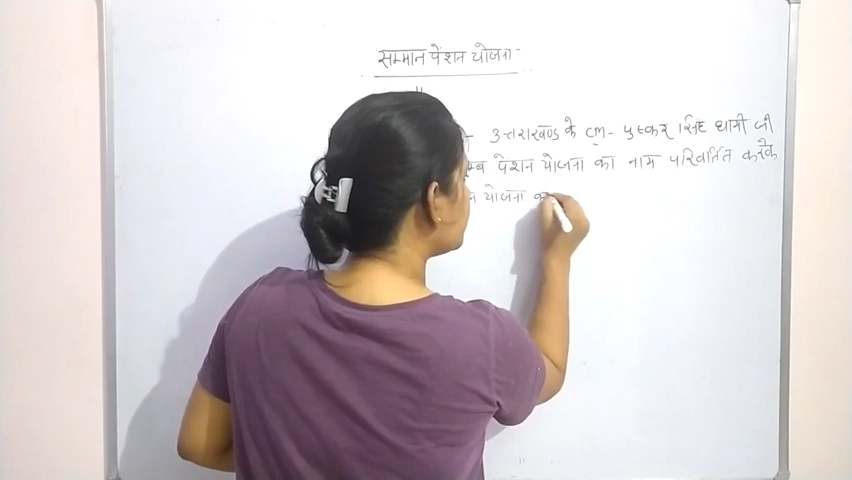 सम्मान पेंशन योजना
उत्तराखण्ड के CM- पुष्कर सिंह धामी जी
पेंशन योजना का नाम परिवर्तित करके
योजना